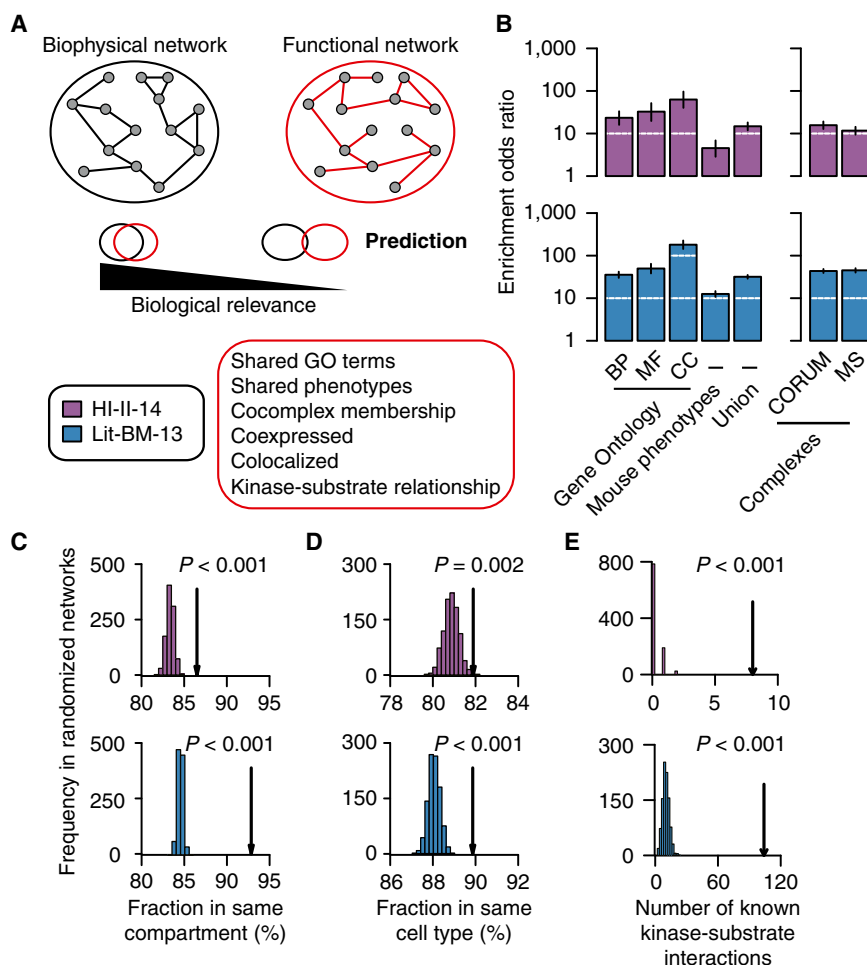 A
Biophysical network
Functional network
Prediction
Biological relevance
HI-II-14
Lit-BM-13
Shared GO terms
Shared phenotypes
Cocomplex membership
Coexpressed
Colocalized
Kinase-substrate relationship
B
Enrichment odds ratio
1,000
100
10
1
1,000
100
10
1
BP
MF
CC
Gene Ontology
Mouse phenotypes
Union
CORUM
MS
Complexes
C
Frequency in randomized networks
500
250
0
P < 0.001
80 85 90 95
500
250
0
P < 0.001
80 85 90 95
Fraction in same
compartment (%)
D
300
150
0
P = 0.002
78 80 82 84
300
150
0
P < 0.001
86 88 90 92
Fraction in same
cell type (%)
E
800
400
0
P < 0.001
0 5 10
300
150
0
P < 0.001
0 60 120
Number of known
kinase-substrate
interactions